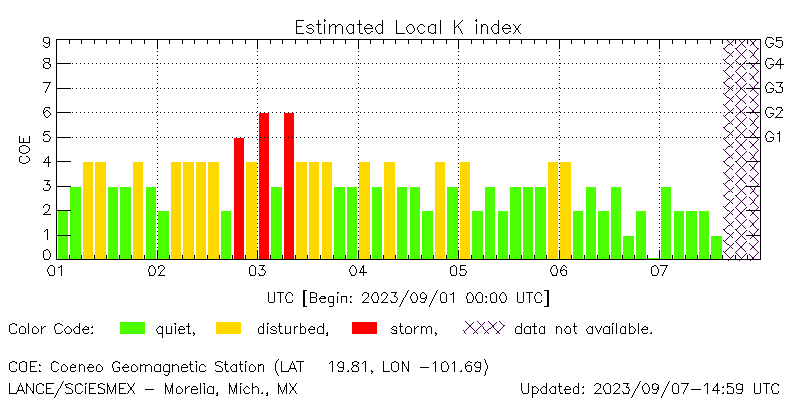 Estimated Local K index
9 G5
8 G4
7 G3
6 G2
5 G1
COE
4
3
2
1
0
01 02 03 04 05 06 07
UTC [Begin: 2023/09/01 00:00 UTC]
Color Code: quiet, disturbed, storm, data not available.
COE: Coeneo Geomagnetic Station (LAT 19.81, LON -101.69)
LANCE/SCiESMEX - Morelia, Mich., MX Updated: 2023/09/07-14:59 UTC